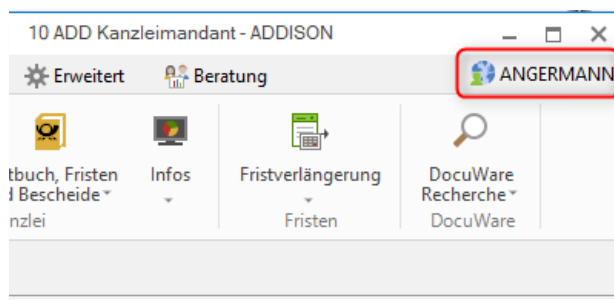 10 ADD Kanzleimandant - ADDISON
Erweitert Beratung ANGERMANN
tbuch, Fristen Infos Fristverlängerung DocuWare
d Bescheide Recherche
nzlei Fristen DocuWare